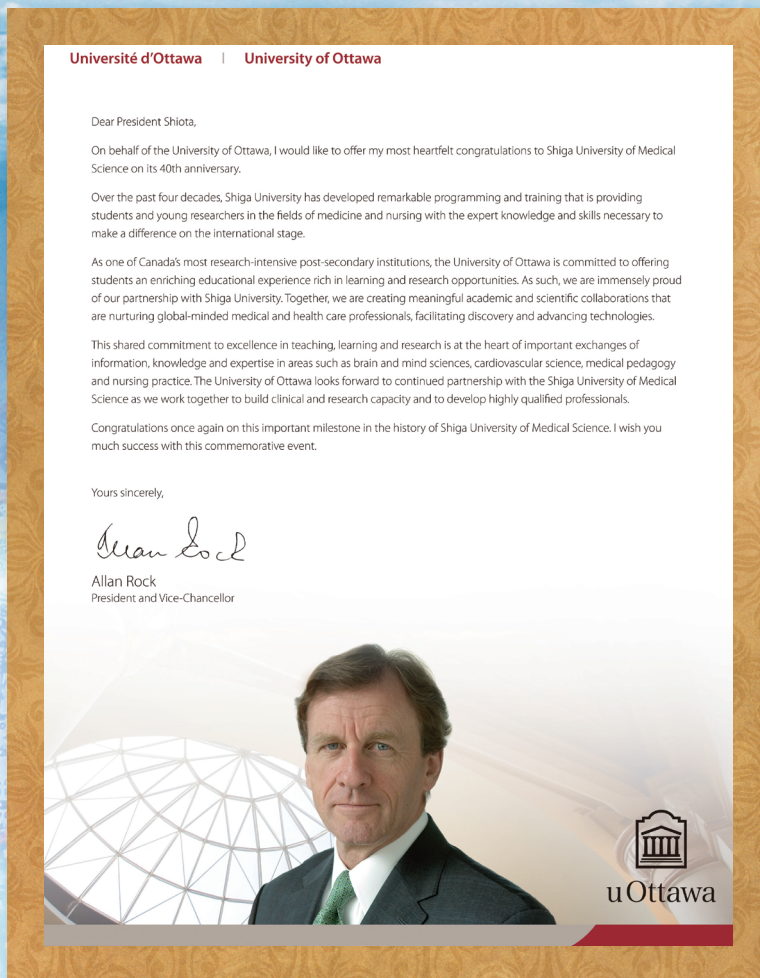 Université d'Ottawa | University of Ottawa
Dear President Shiota,
On behalf of the University of Ottawa, I would like to offer my most heartfelt congratulations to Shiga University of Medical
Science on its 40th anniversary.
Over the past four decades, Shiga University has developed remarkable programming and training that is providing
students and young researchers in the fields of medicine and nursing with the expert knowledge and skills necessary to
make a difference on the international stage.
As one of Canada's most research-intensive post-secondary institutions, the University of Ottawa is committed to offering
students an enriching educational experience rich in learning and research opportunities. As such, we are immensely proud
of our partnership with Shiga University. Together, we are creating meaningful academic and scientific collaborations that
are nurturing global-minded medical and health care professionals, facilitating discovery and advancing technologies.
This shared commitment to excellence in teaching, learning and research is at the heart of important exchanges of
information, knowledge and expertise in areas such as brain and mind sciences, cardiovascular science, medical pedagogy
and nursing practice. The University of Ottawa looks forward to continued partnership with the Shiga University of Medical
Science as we work together to build clinical and research capacity and to develop highly qualified professionals.
Congratulations once again on this important milestone in the history of Shiga University of Medical Science. I wish you
much success with this commemorative event.
Yours sincerely,
Allan Rock
Allan Rock
President and Vice-Chancellor
uOttawa